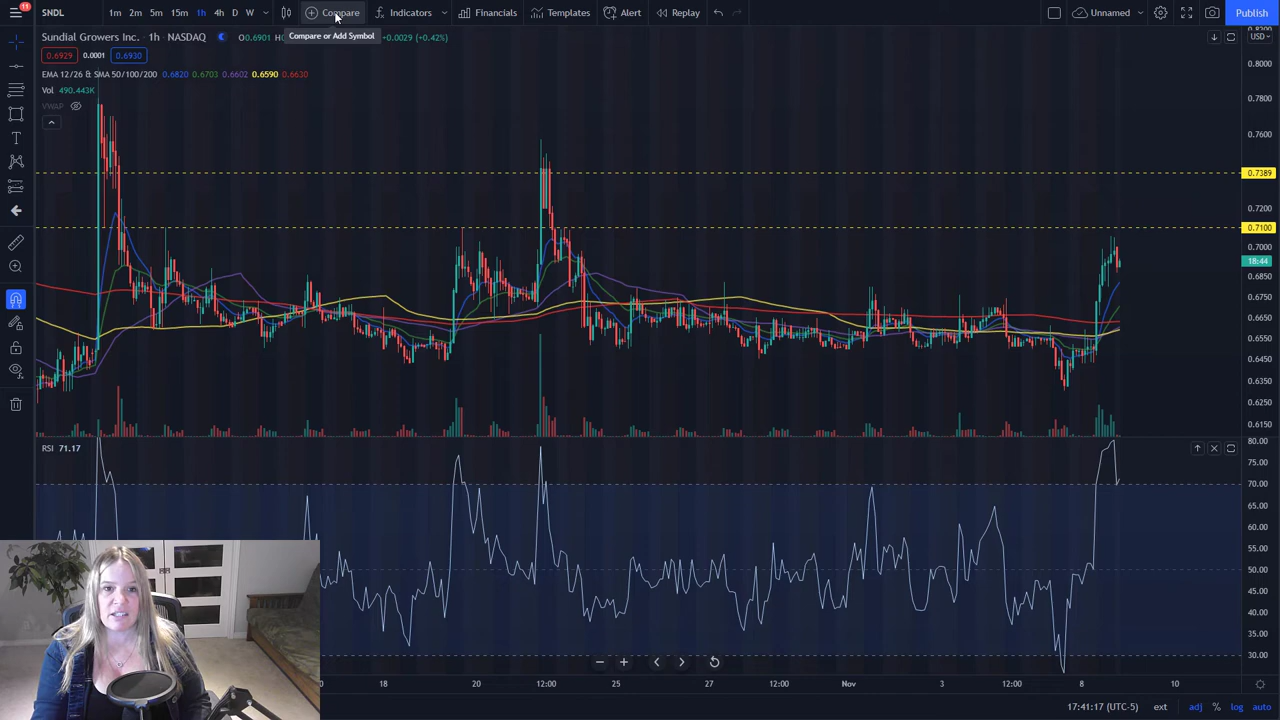 11
SNDL 1m 2m 5m 15m 1h 4h D W Compare Indicators Financials Templates Alert Replay Unnamed Publish
Compare or Add Symbol
Sundial Growers Inc. · 1h · NASDAQ O0.6901 +0.0029 (+0.42%)
0.6929 0.0001 0.6930
EMA 12/26 & SMA 50/100/200 0.6820 0.6703 0.6602 0.6590 0.6630
Vol 490.443K
VWAP
USD
0.8000
0.7800
0.7600
0.7389
0.7200
0.7100
0.7000
18:44
0.6850
0.6750
0.6650
0.6550
0.6450
0.6350
0.6250
0.6150
RSI 71.17
80.00
75.00
70.00
65.00
60.00
55.00
50.00
45.00
40.00
35.00
30.00
18 20 12:00 25 27 12:00 Nov 3 12:00 8 10
17:41:17 (UTC-5) ext adj % log auto